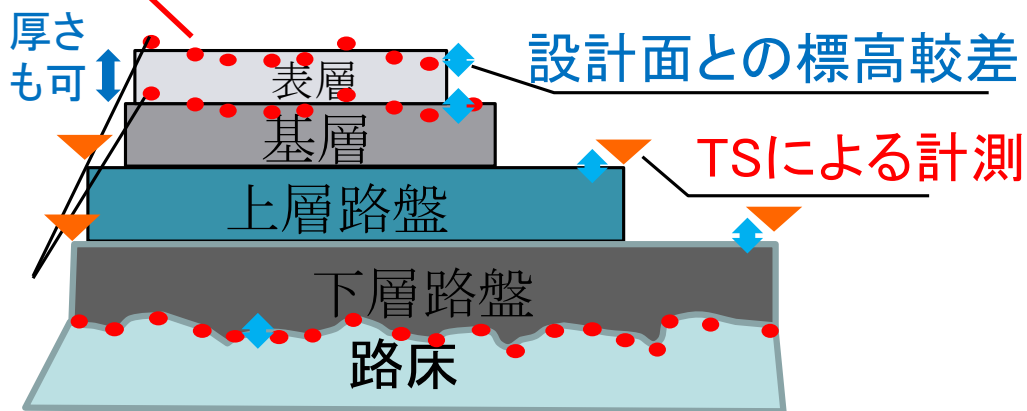 厚さ
も可
設計面との標高較差
表層
基層
TSによる計測
上層路盤
下層路盤
路床